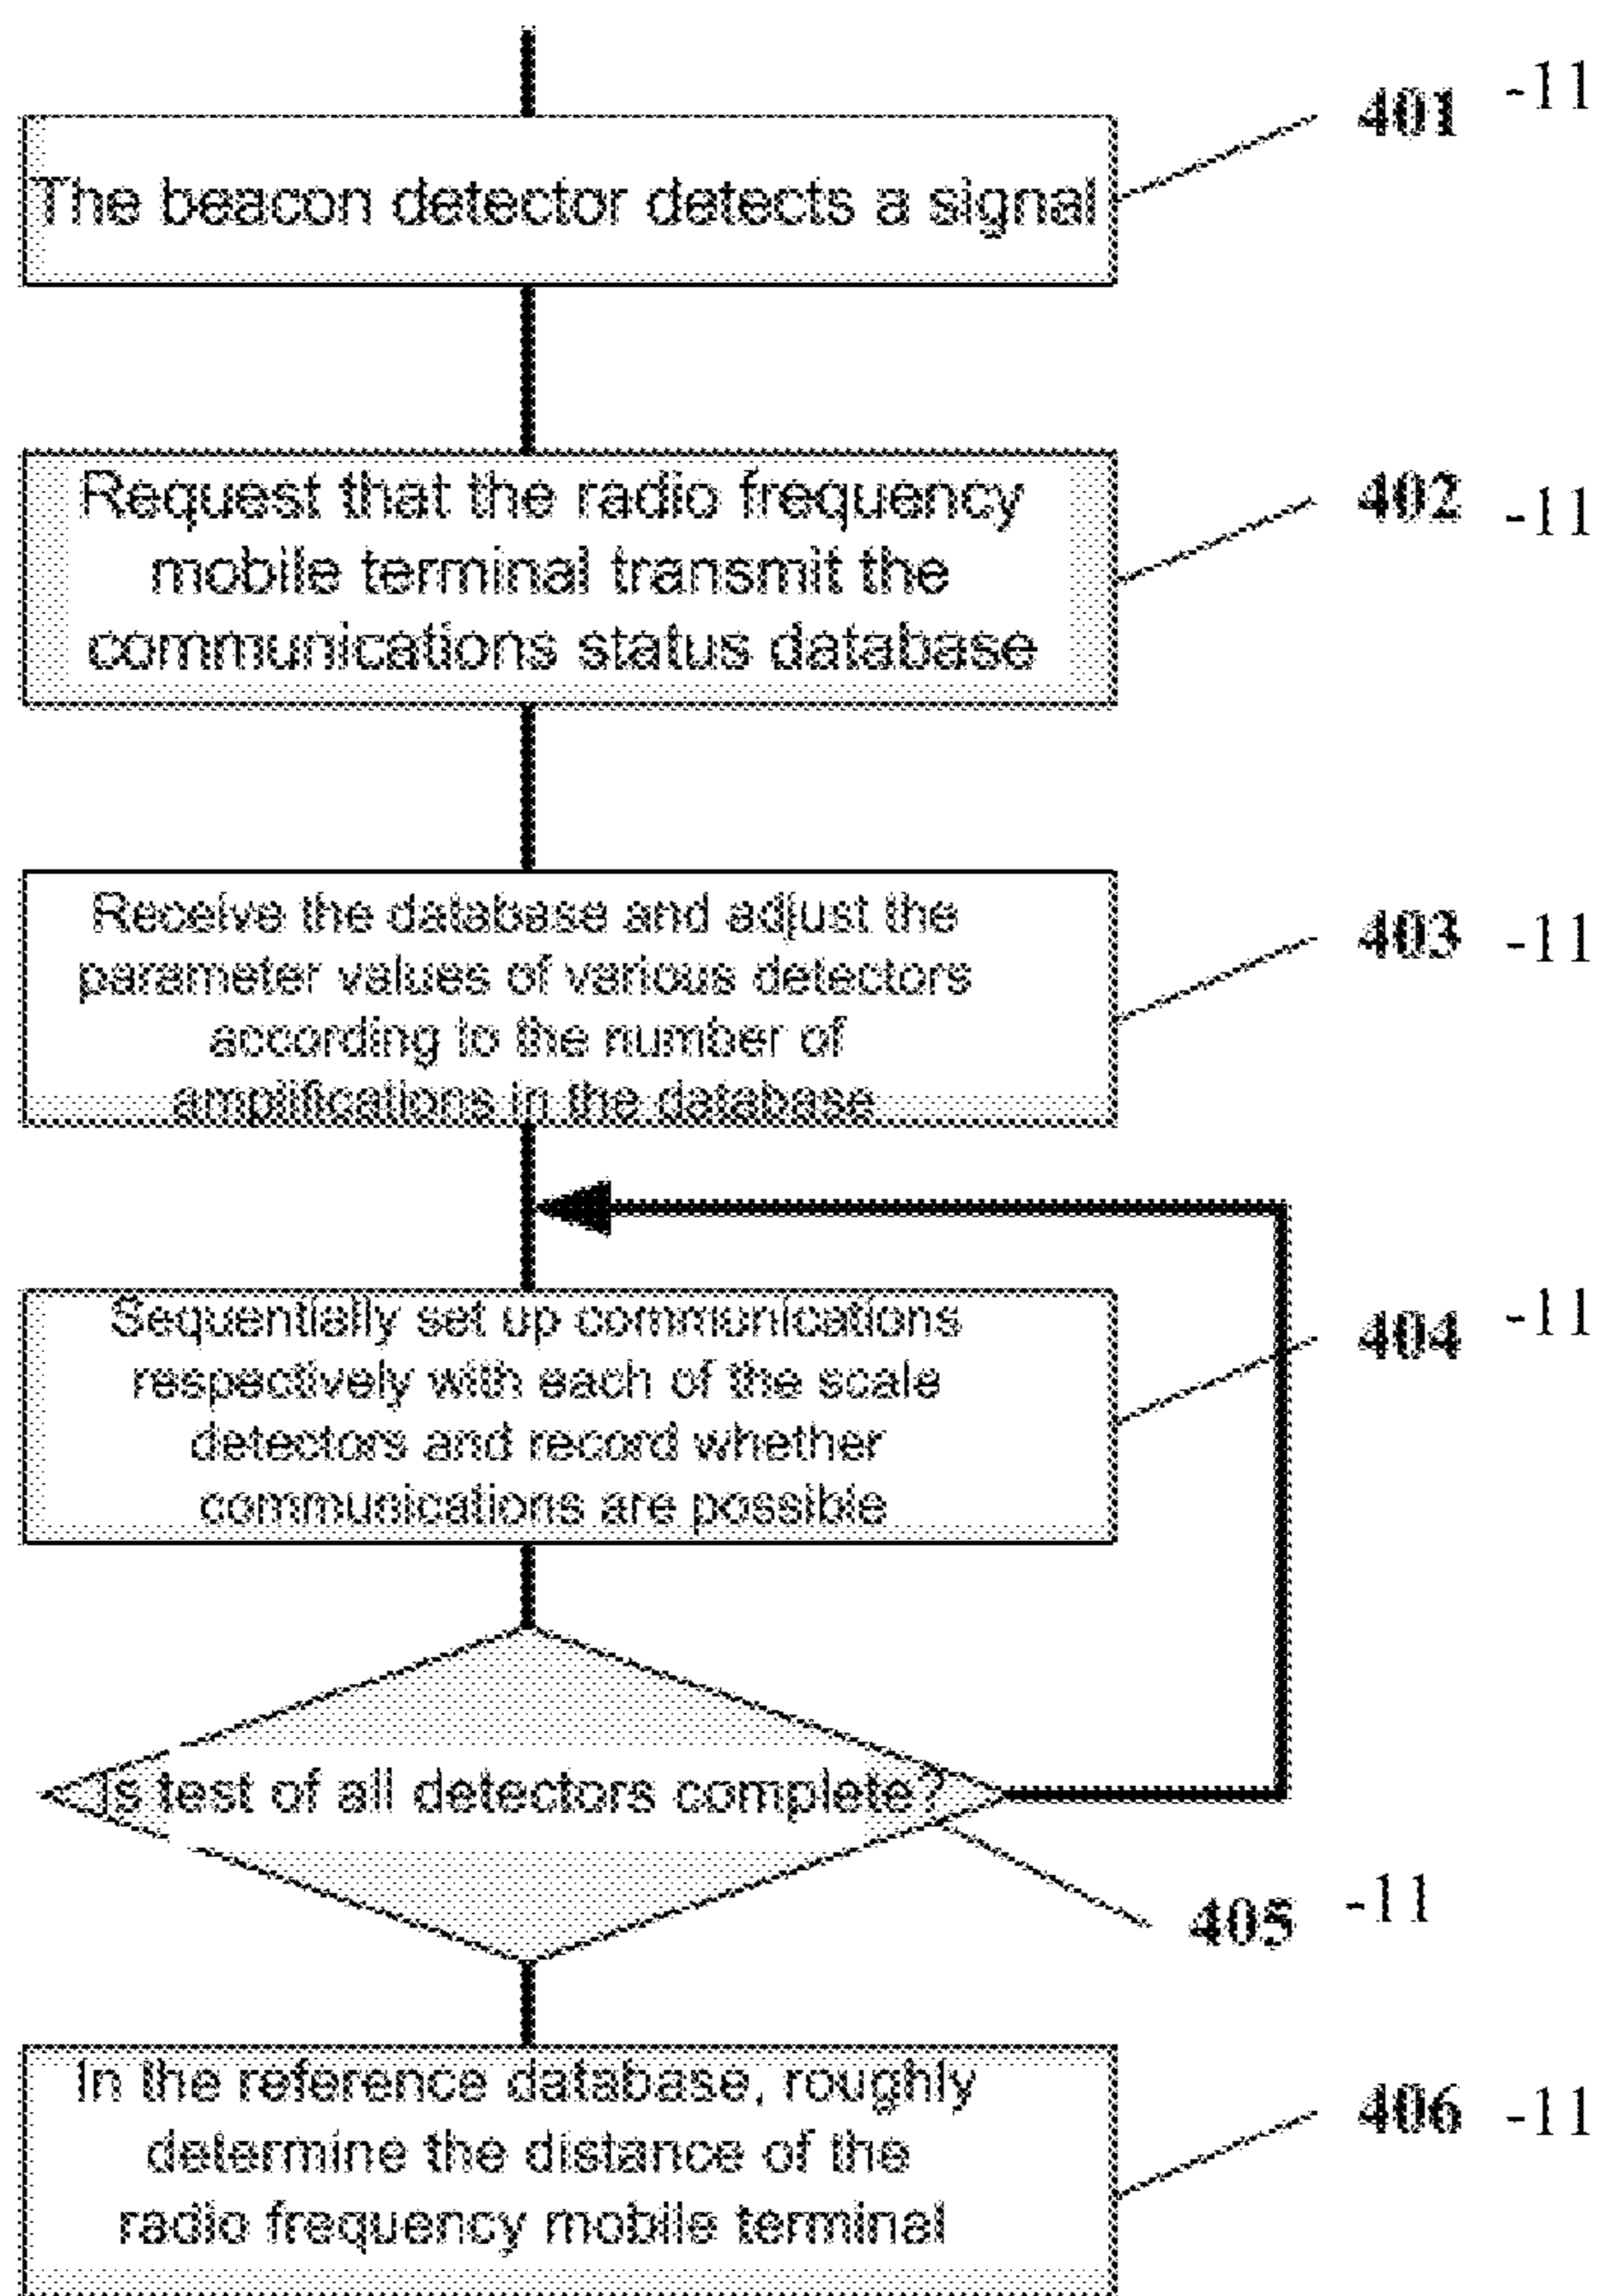 401 -11
The beacon detector detects a signal
402 -11
Request that the radio frequency
mobile terminal transmit the
communications status database
403 -11
Receive the database and adjust the
parameter values of various detectors
according to the number of
amplifications in the database
404 -11
Sequentially set up communications
respectively with each of the scale
detectors and record whether
communications are possible
Is test of all detectors complete?
405 -11
In the reference database, roughly
determine the distance of the
radio frequency mobile terminal
406 -11